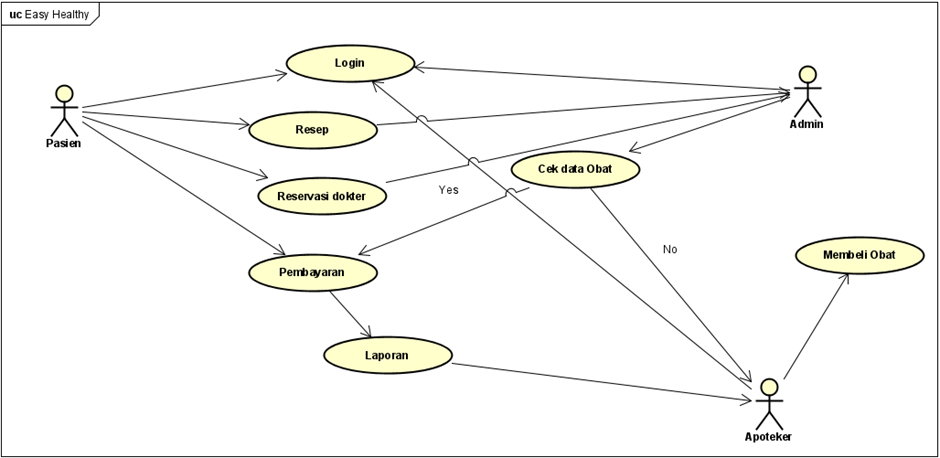 uc Easy Healthy
Login
Pasien
Resep
Admin
Cek data Obat
Yes
Reservasi dokter
No
Membeli Obat
Pembayaran
Laporan
Apoteker